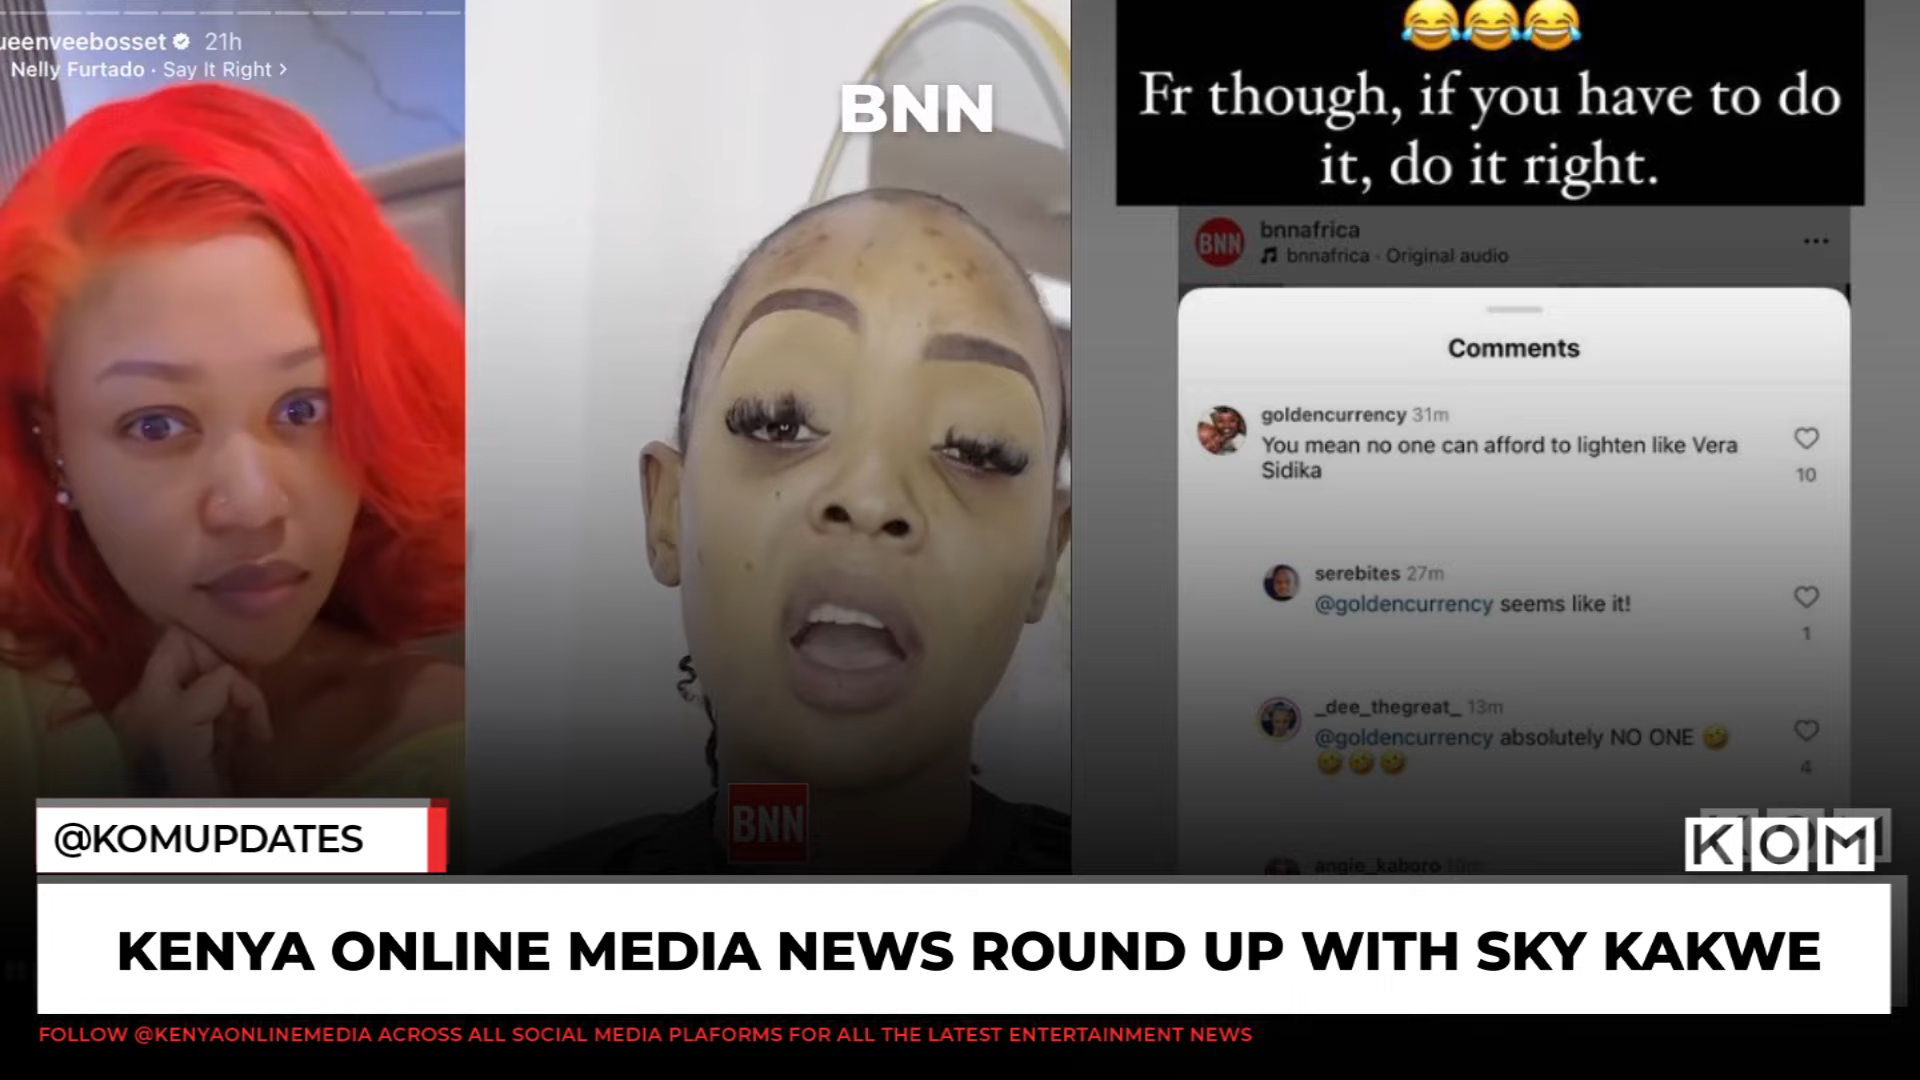 ueenveebosset 21h
Nelly Furtado · Say It Right >
BNN
BNN
😂😂😂
Fr though, if you have to do
it, do it right.
BNN
bnnafrica
bnnafrica · Original audio
Comments
goldencurrency 31m
You mean no one can afford to lighten like Vera
Sidika
10
serebites 27m
@goldencurrency seems like it!
1
_dee_thegreat_ 13m
@goldencurrency absolutely NO ONE 🤣
🤣🤣🤣
4
angie_kaboro
@KOMUPDATES
KOM
KENYA ONLINE MEDIA NEWS ROUND UP WITH SKY KAKWE
FOLLOW @KENYAONLINEMEDIA ACROSS ALL SOCIAL MEDIA PLAFORMS FOR ALL THE LATEST ENTERTAINMENT NEWS